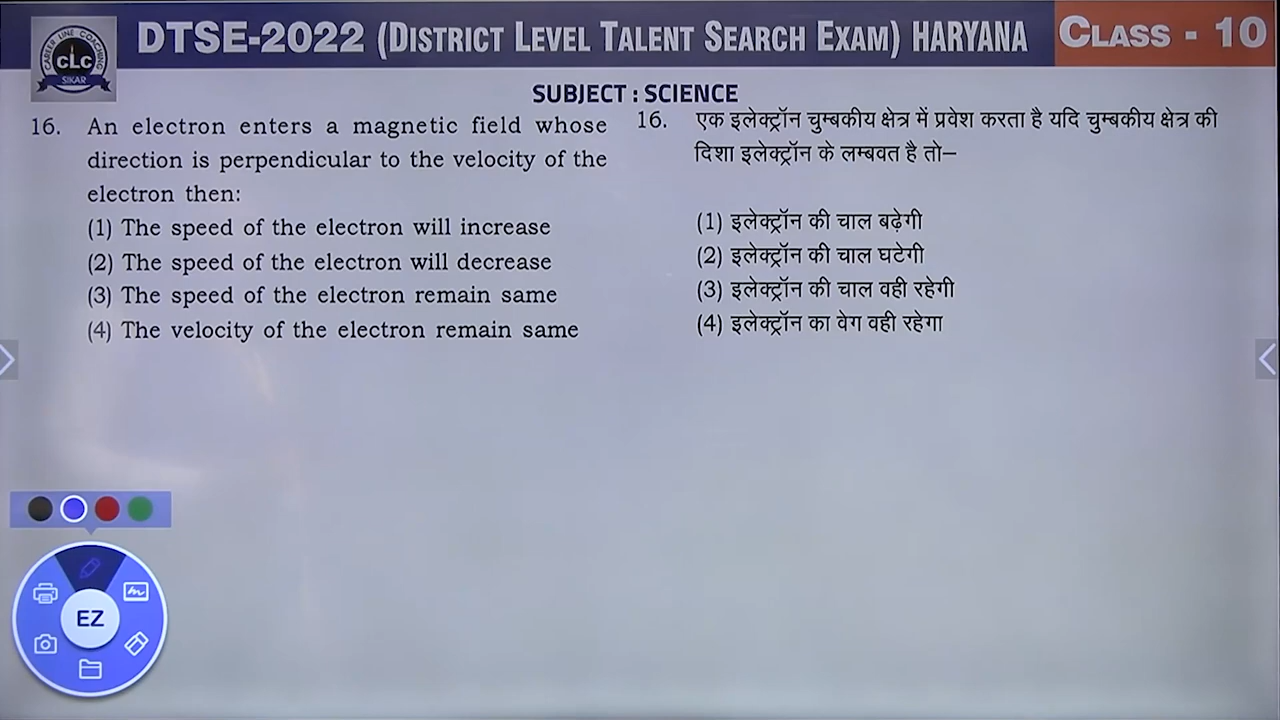 CAREER LINE COACHING
CLC
SIKAR
DTSE-2022 (DISTRICT LEVEL TALENT SEARCH EXAM) HARYANA
CLASS - 10
SUBJECT : SCIENCE
16. An electron enters a magnetic field whose
direction is perpendicular to the velocity of the
electron then:
(1) The speed of the electron will increase
(2) The speed of the electron will decrease
(3) The speed of the electron remain same
(4) The velocity of the electron remain same
16. एक इलेक्ट्रॉन चुम्बकीय क्षेत्र में प्रवेश करता है यदि चुम्बकीय क्षेत्र की
दिशा इलेक्ट्रॉन के लम्बवत है तो–
(1) इलेक्ट्रॉन की चाल बढ़ेगी
(2) इलेक्ट्रॉन की चाल घटेगी
(3) इलेक्ट्रॉन की चाल वही रहेगी
(4) इलेक्ट्रॉन का वेग वही रहेगा
EZ